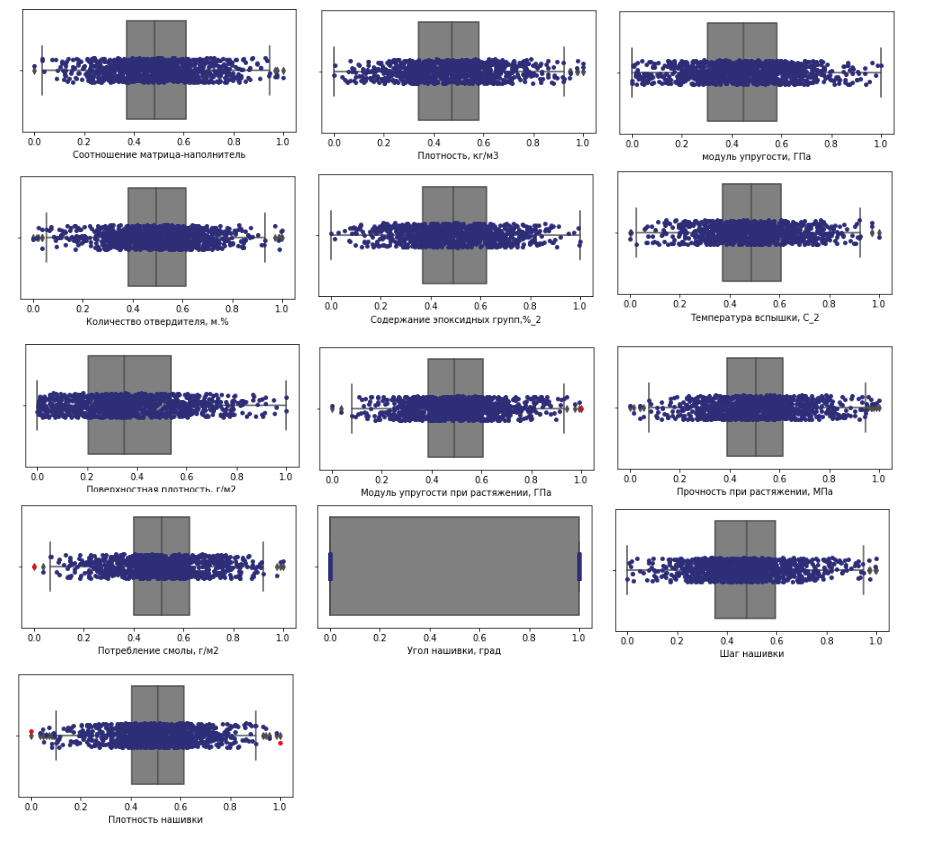 0.0 0.2 0.4 0.6 0.8 1.0
Соотношение матрица-наполнитель
0.0 0.2 0.4 0.6 0.8 1.0
Плотность, кг/м3
0.0 0.2 0.4 0.6 0.8 1.0
модуль упругости, ГПа
0.0 0.2 0.4 0.6 0.8 1.0
Количество отвердителя, м.%
0.0 0.2 0.4 0.6 0.8 1.0
Содержание эпоксидных групп,%_2
0.0 0.2 0.4 0.6 0.8 1.0
Температура вспышки, С_2
0.0 0.2 0.4 0.6 0.8 1.0
Поверхностная плотность, г/м2
0.0 0.2 0.4 0.6 0.8 1.0
Модуль упругости при растяжении, ГПа
0.0 0.2 0.4 0.6 0.8 1.0
Прочность при растяжении, МПа
0.0 0.2 0.4 0.6 0.8 1.0
Потребление смолы, г/м2
0.0 0.2 0.4 0.6 0.8 1.0
Угол нашивки, град
0.0 0.2 0.4 0.6 0.8 1.0
Шаг нашивки
0.0 0.2 0.4 0.6 0.8 1.0
Плотность нашивки